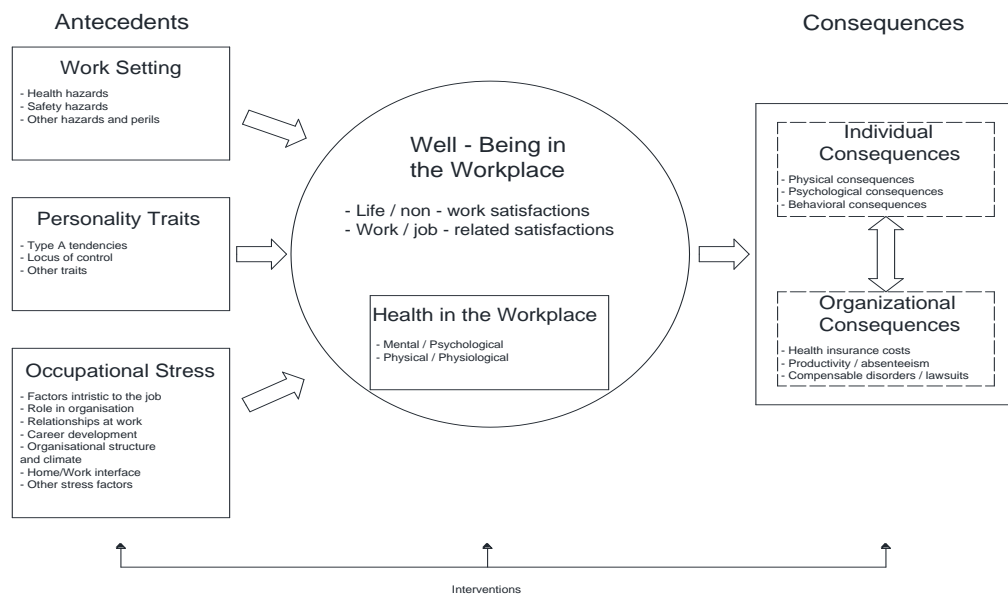 Antecedents
Work Setting
- Health hazards
- Safety hazards
- Other hazards and perils
Personality Traits
- Type A tendencies
- Locus of control
- Other traits
Occupational Stress
- Factors intristic to the job
- Role in organisation
- Relationships at work
- Career development
- Organisational structure
and climate
- Home/Work interface
- Other stress factors
Well - Being in
the Workplace
- Life / non - work satisfactions
- Work / job - related satisfactions
Health in the Workplace
- Mental / Psychological
- Physical / Physiological
Consequences
Individual
Consequences
- Physical consequences
- Psychological consequences
- Behavioral consequences
Organizational
Consequences
- Health insurance costs
- Productivity / absenteeism
- Compensable disorders / lawsuits
Interventions